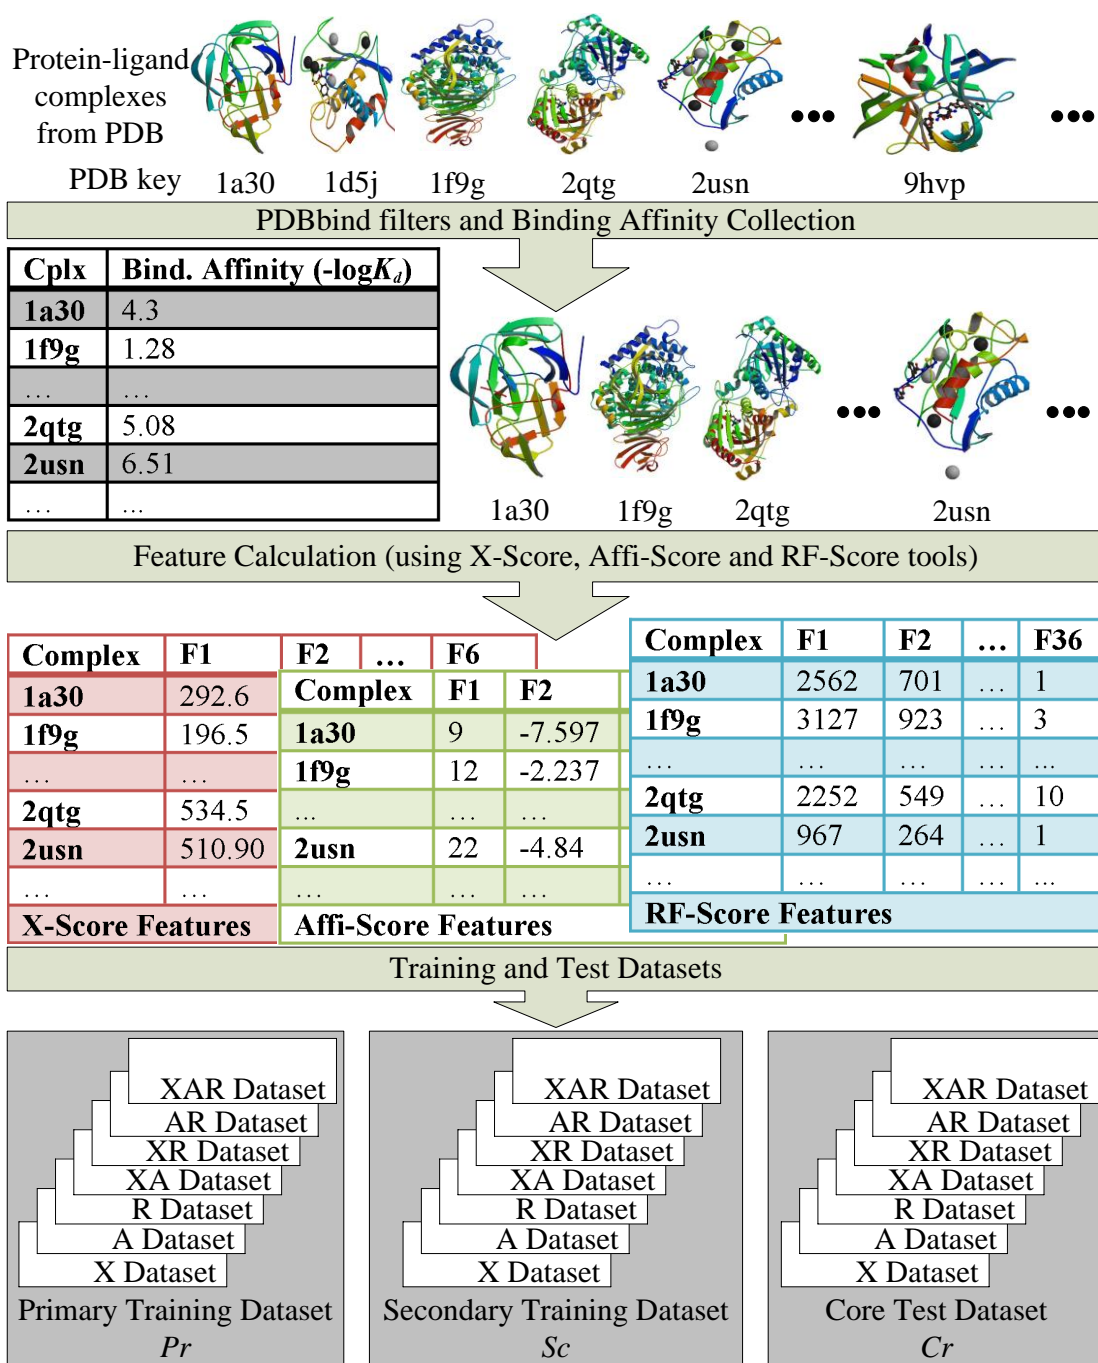 Protein-ligand
complexes
from PDB
PDB key
1a30 1d5j 1f9g 2qtg 2usn 9hvp
PDBbind filters and Binding Affinity Collection
Cplx Bind. Affinity (-logKd)
1a30 4.3
1f9g 1.28
... ...
2qtg 5.08
2usn 6.51
... ...
1a30 1f9g 2qtg 2usn
Feature Calculation (using X-Score, Affi-Score and RF-Score tools)
Complex F1 F2 ... F6
1a30 292.6
1f9g 196.5
... ...
2qtg 534.5
2usn 510.90
... ...
X-Score Features
Complex F1 F2
1a30 9 -7.597
1f9g 12 -2.237
... ... ...
2usn 22 -4.84
... ... ...
Affi-Score Features
Complex F1 F2 ... F36
1a30 2562 701 ... 1
1f9g 3127 923 ... 3
... ... ... ... ...
2qtg 2252 549 ... 10
2usn 967 264 ... 1
... ... ... ... ...
RF-Score Features
Training and Test Datasets
XAR Dataset
AR Dataset
XR Dataset
XA Dataset
R Dataset
A Dataset
X Dataset
Primary Training Dataset
Pr
XAR Dataset
AR Dataset
XR Dataset
XA Dataset
R Dataset
A Dataset
X Dataset
Secondary Training Dataset
Sc
XAR Dataset
AR Dataset
XR Dataset
XA Dataset
R Dataset
A Dataset
X Dataset
Core Test Dataset
Cr